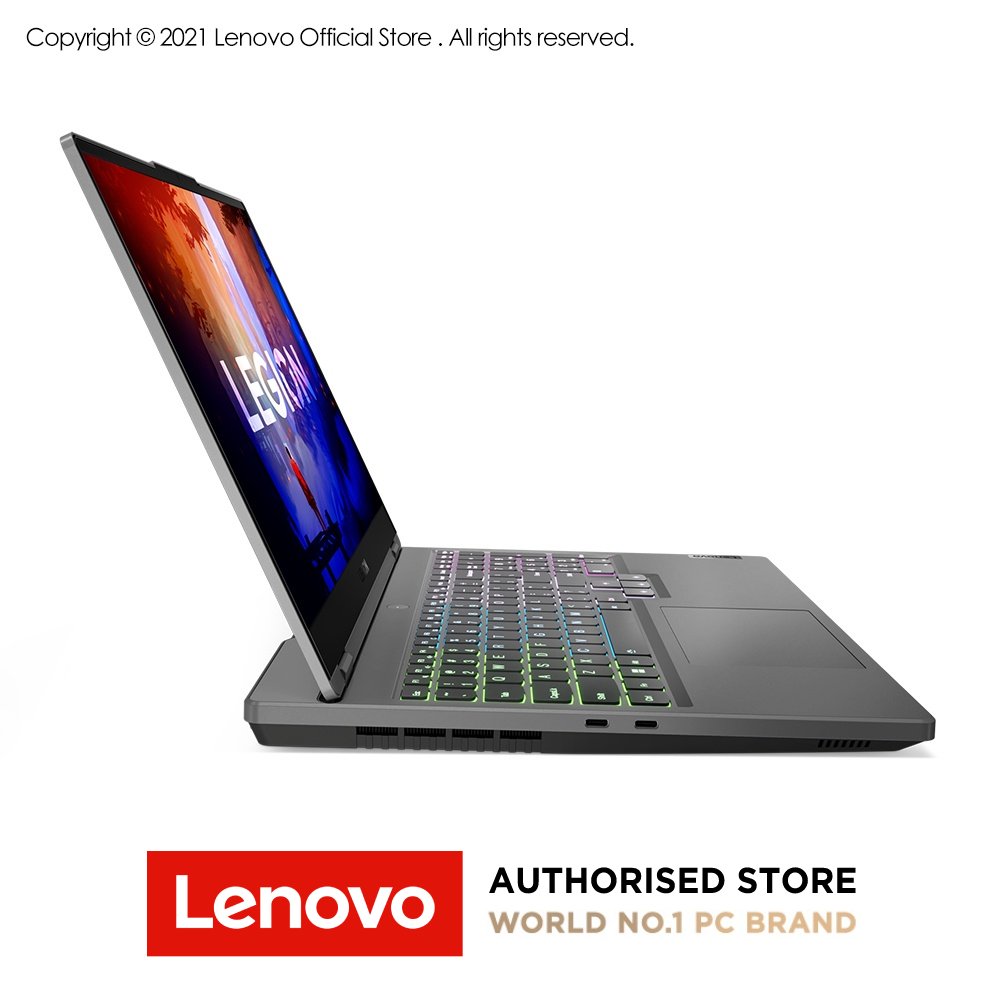 Copyright © 2021 Lenovo Official Store . All rights reserved.
LEGION
Lenovo
AUTHORISED STORE
WORLD NO.1 PC BRAND